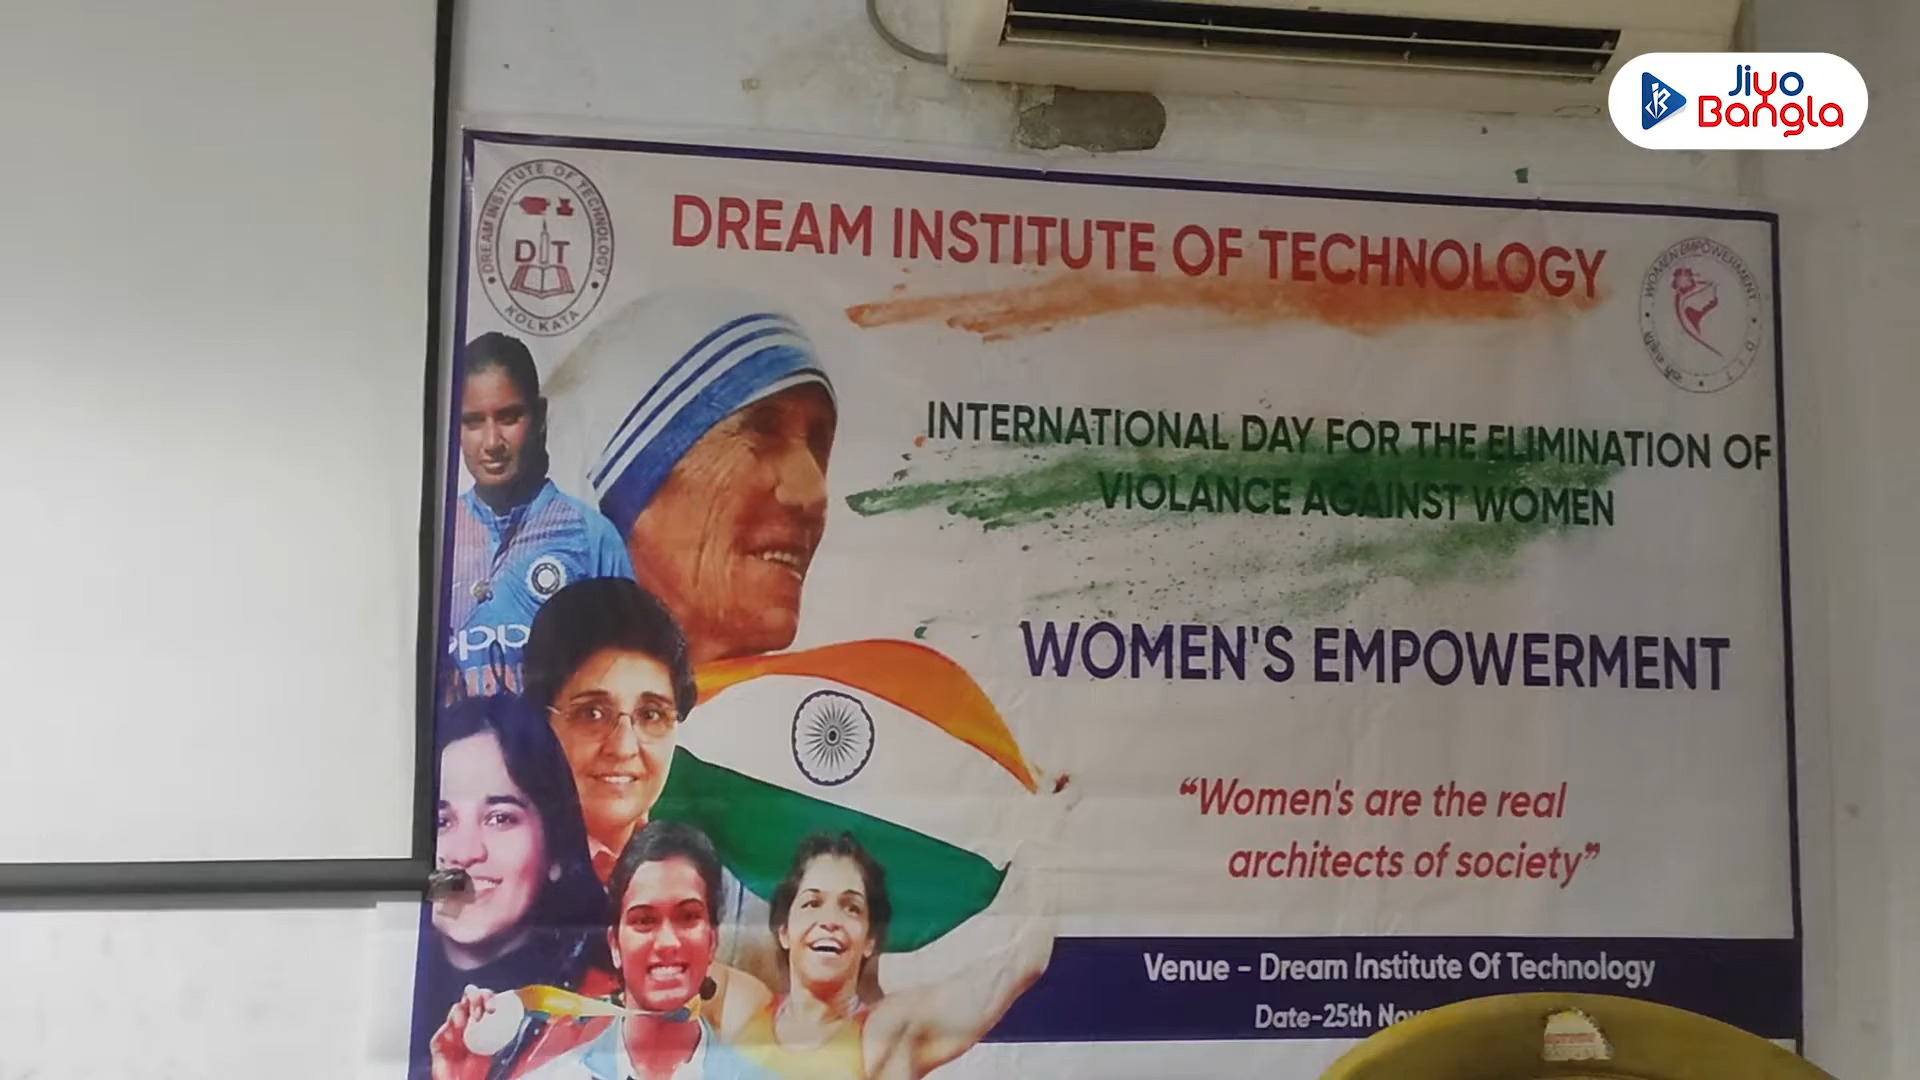 Jiyo
Bangla
DREAM INSTITUTE OF TECHNOLOGY
DREAM INSTITUTE OF TECHNOLOGY
DIT
KOLKATA
WOMEN EMPOWERMENT
D I T
INTERNATIONAL DAY FOR THE ELIMINATION OF
VIOLANCE AGAINST WOMEN
WOMEN'S EMPOWERMENT
“Women's are the real
architects of society”
Venue - Dream Institute Of Technology
Date-25th